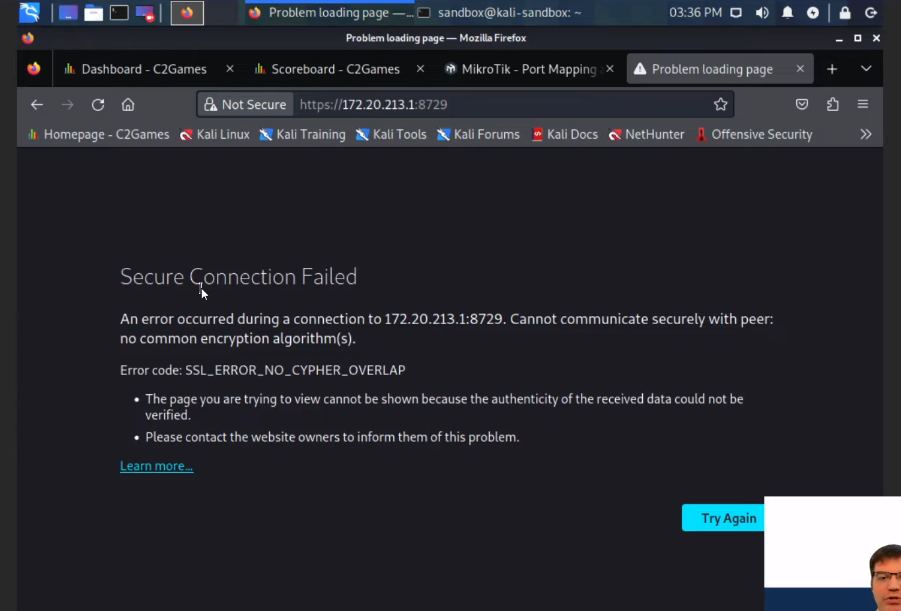 Problem loading page —...
sandbox@kali-sandbox: ~
03:36 PM
Problem loading page — Mozilla Firefox
Dashboard - C2Games
Scoreboard - C2Games
MikroTik - Port Mapping
Problem loading page
Not Secure
https://172.20.213.1:8729
Homepage - C2Games
Kali Linux
Kali Training
Kali Tools
Kali Forums
Kali Docs
NetHunter
Offensive Security
Secure Connection Failed
An error occurred during a connection to 172.20.213.1:8729. Cannot communicate securely with peer:
no common encryption algorithm(s).
Error code: SSL_ERROR_NO_CYPHER_OVERLAP
• The page you are trying to view cannot be shown because the authenticity of the received data could not be
verified.
• Please contact the website owners to inform them of this problem.
Learn more...
Try Again